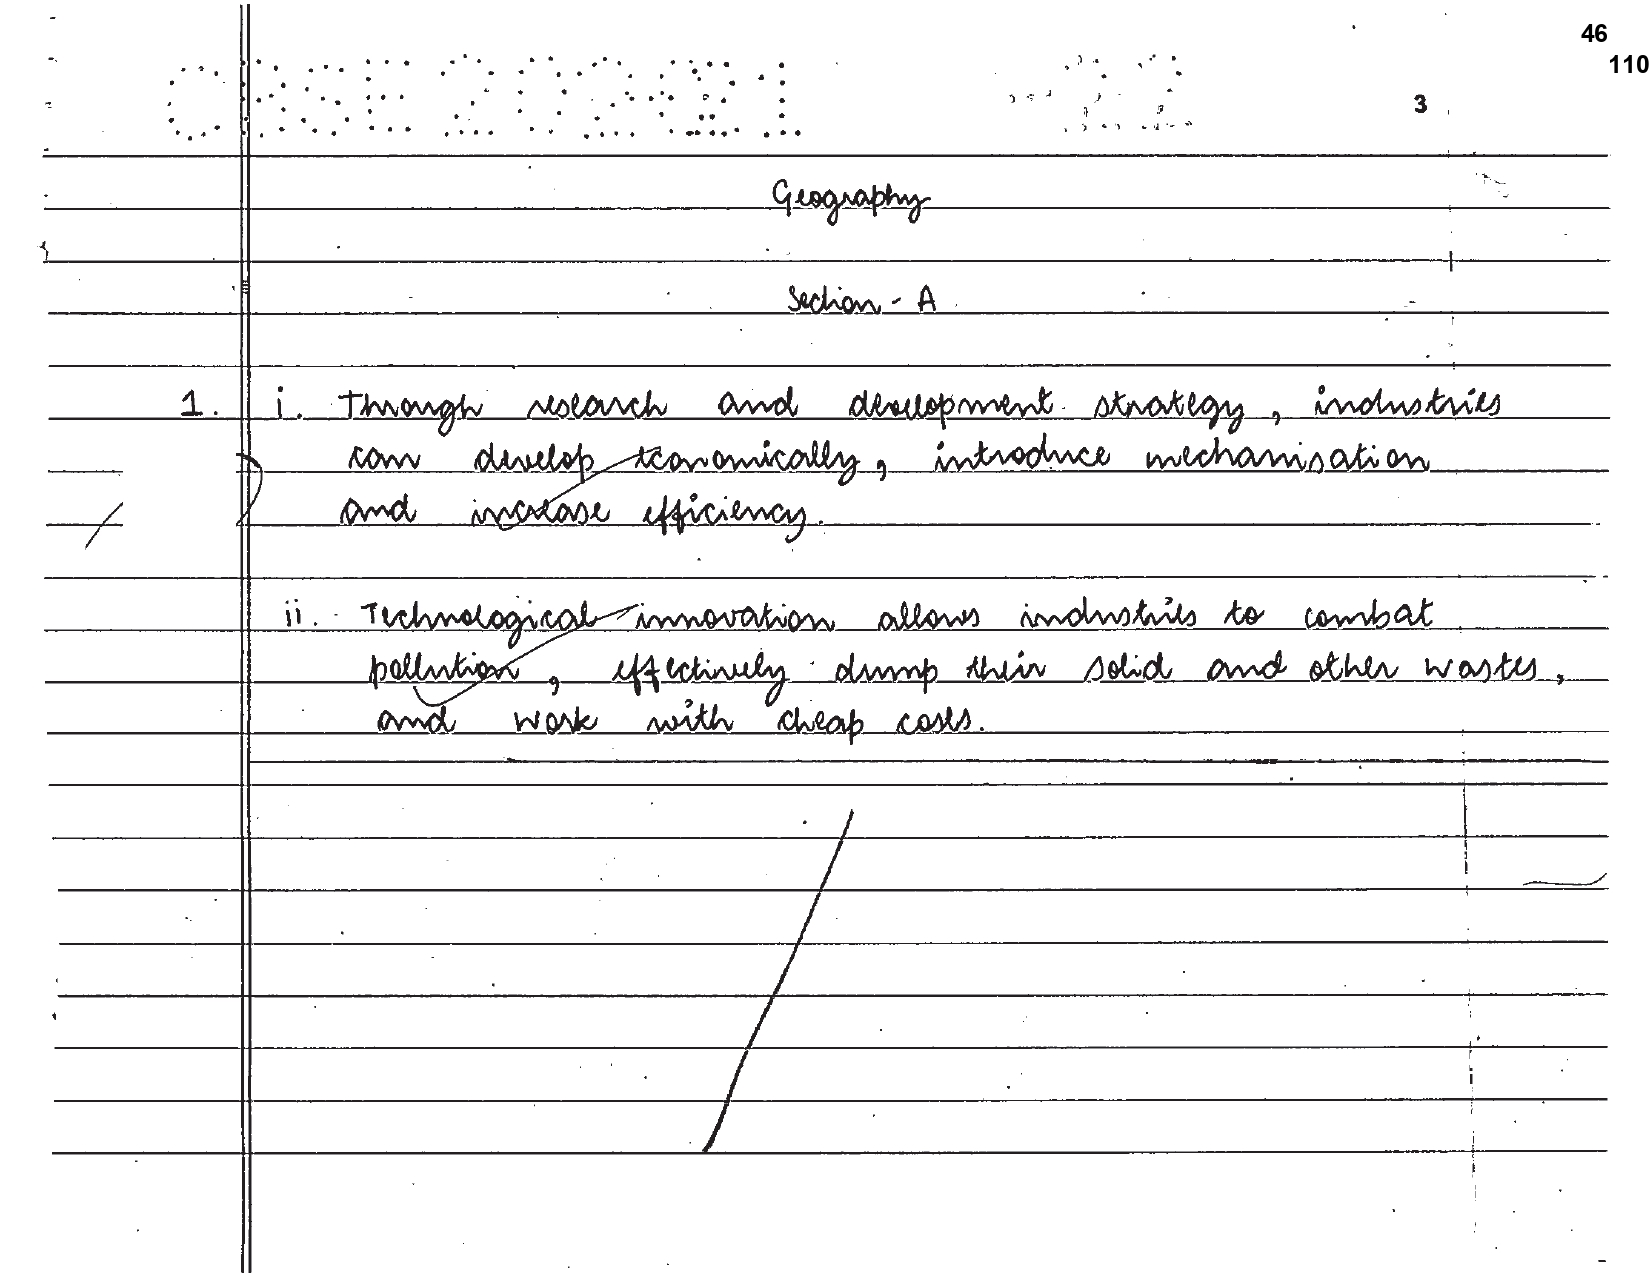 46
110
CBSE 2021 -22
3
Geography
Section - A
1. i. Through research and development strategy, industries
can develop economically, introduce mechanisation
and increase efficiency.
ii. Technological innovation allows industries to combat
pollution, effectively dump their solid and other wastes,
and work with cheap costs.